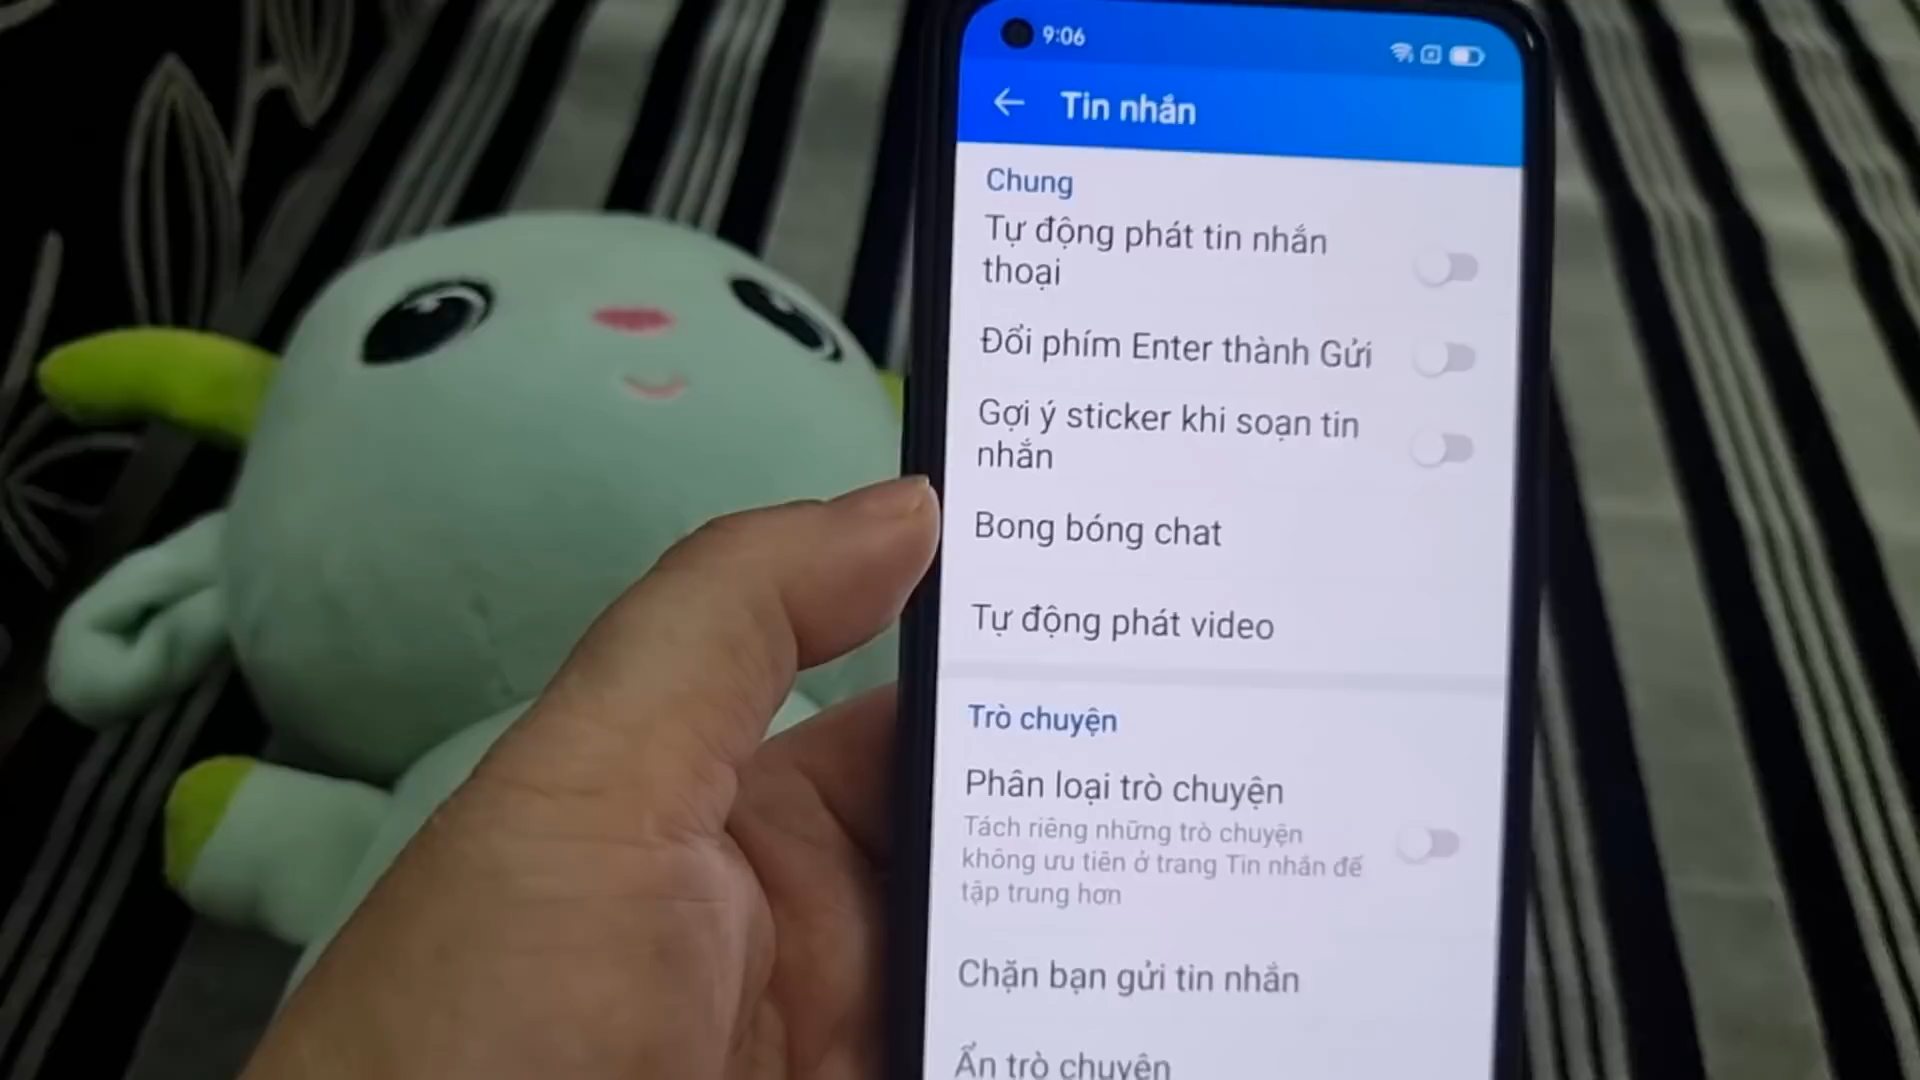 9:06
Tin nhắn
Chung
Tự động phát tin nhắn
thoại
Đổi phím Enter thành Gửi
Gợi ý sticker khi soạn tin
nhắn
Bong bóng chat
Tự động phát video
Trò chuyện
Phân loại trò chuyện
Tách riêng những trò chuyện
không ưu tiên ở trang Tin nhắn để
tập trung hơn
Chặn bạn gửi tin nhắn
Ẩn trò chuyện